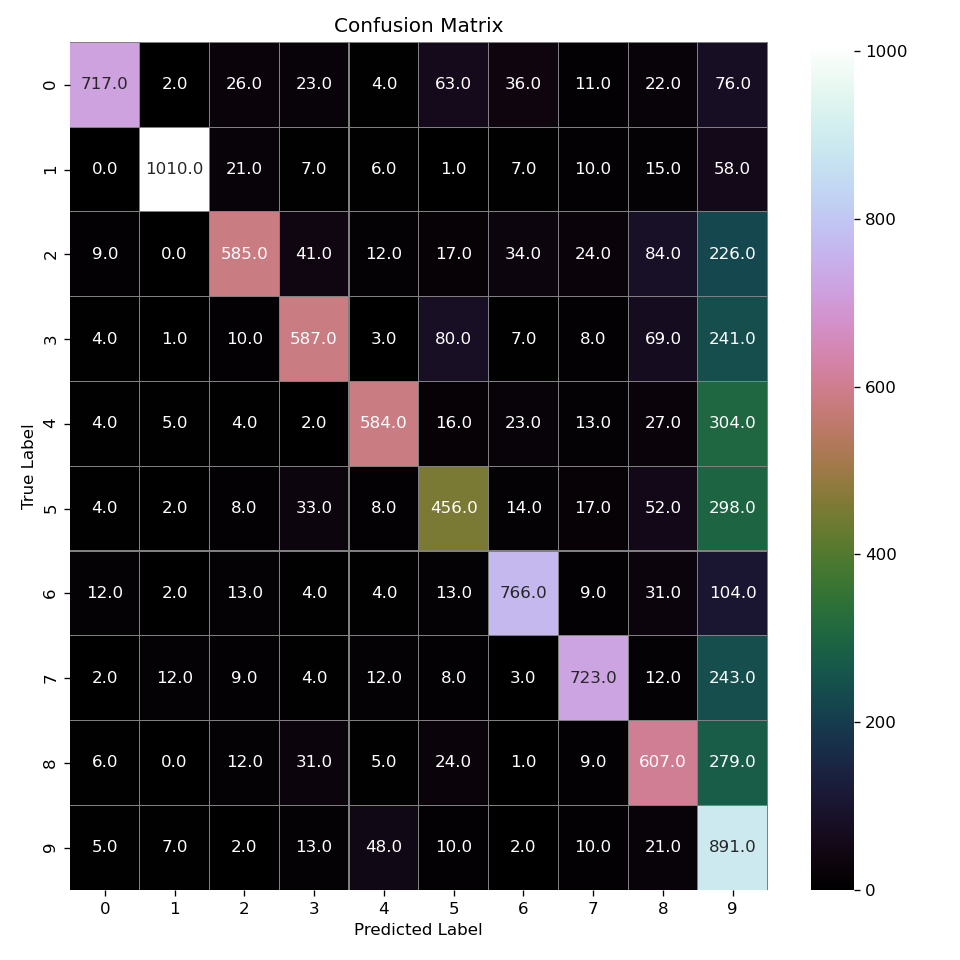 Confusion Matrix
0 717.0 2.0 26.0 23.0 4.0 63.0 36.0 11.0 22.0 76.0
1 0.0 1010.0 21.0 7.0 6.0 1.0 7.0 10.0 15.0 58.0
2 9.0 0.0 585.0 41.0 12.0 17.0 34.0 24.0 84.0 226.0
3 4.0 1.0 10.0 587.0 3.0 80.0 7.0 8.0 69.0 241.0
4 4.0 5.0 4.0 2.0 584.0 16.0 23.0 13.0 27.0 304.0
5 4.0 2.0 8.0 33.0 8.0 456.0 14.0 17.0 52.0 298.0
6 12.0 2.0 13.0 4.0 4.0 13.0 766.0 9.0 31.0 104.0
7 2.0 12.0 9.0 4.0 12.0 8.0 3.0 723.0 12.0 243.0
8 6.0 0.0 12.0 31.0 5.0 24.0 1.0 9.0 607.0 279.0
9 5.0 7.0 2.0 13.0 48.0 10.0 2.0 10.0 21.0 891.0
0 1 2 3 4 5 6 7 8 9
Predicted Label
True Label
1000
800
600
400
200
0